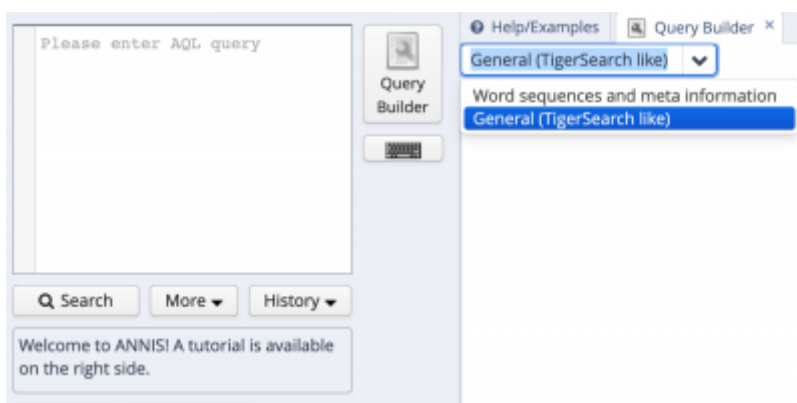 Please enter AQL query
Query
Builder
Search
More
History
Welcome to ANNIS! A tutorial is available
on the right side.
Help/Examples
Query Builder
General (TigerSearch like)
Word sequences and meta information
General (TigerSearch like)